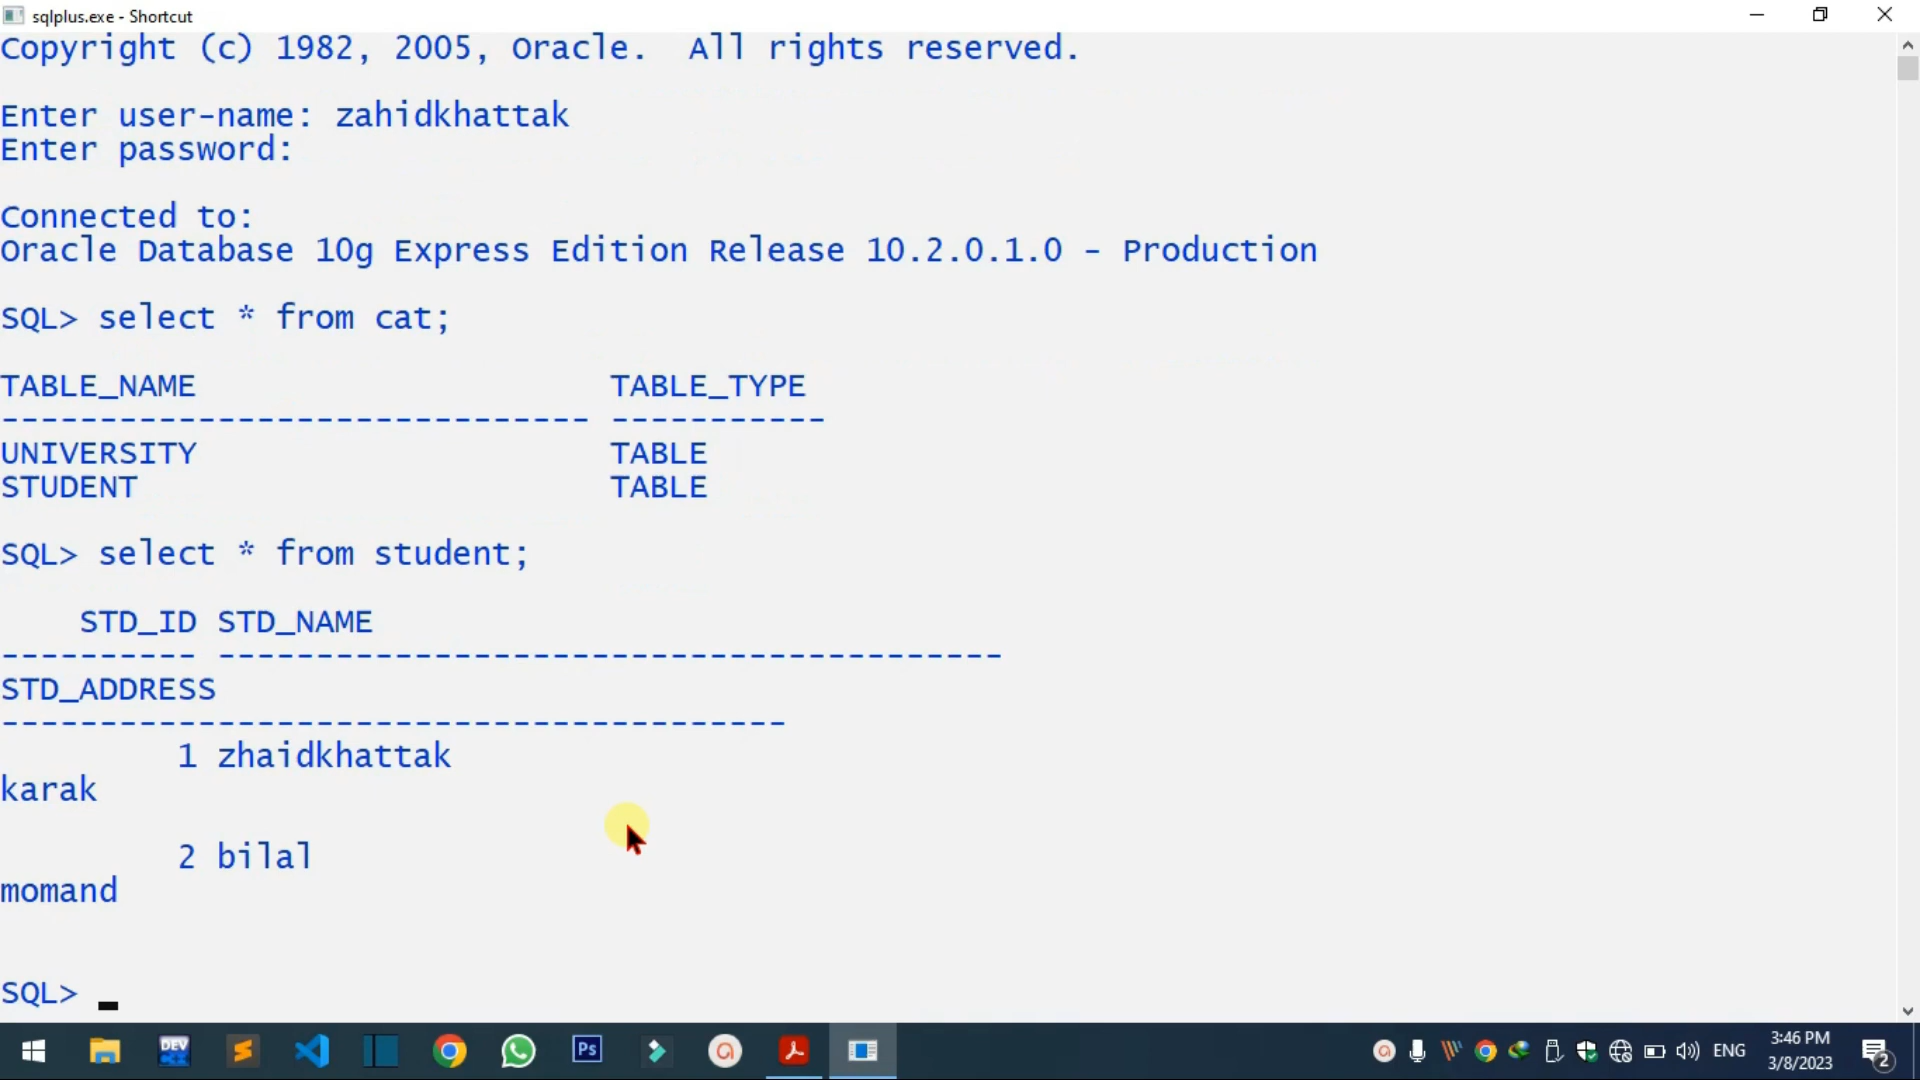 sqlplus.exe - Shortcut
Copyright (c) 1982, 2005, Oracle.  All rights reserved.
Enter user-name: zahidkhattak
Enter password:
Connected to:
Oracle Database 10g Express Edition Release 10.2.0.1.0 - Production
SQL> select * from cat;
TABLE_NAME                     TABLE_TYPE
------------------------------ -----------
UNIVERSITY                     TABLE
STUDENT                        TABLE
SQL> select * from student;
    STD_ID STD_NAME
---------- ----------------------------------------
STD_ADDRESS
----------------------------------------
         1 zhaidkhattak
karak
         2 bilal
momand
SQL>
DEV
Ps
ENG
3:46 PM
3/8/2023
2